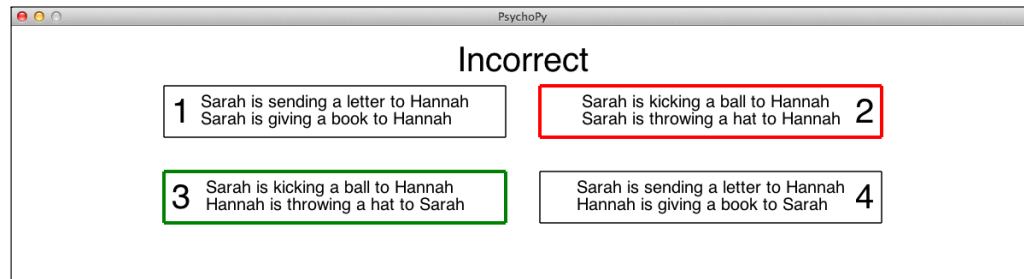 PsychoPy
Incorrect
1
Sarah is sending a letter to Hannah
Sarah is giving a book to Hannah
Sarah is kicking a ball to Hannah
Sarah is throwing a hat to Hannah
2
3
Sarah is kicking a ball to Hannah
Hannah is throwing a hat to Sarah
Sarah is sending a letter to Hannah
Hannah is giving a book to Sarah
4